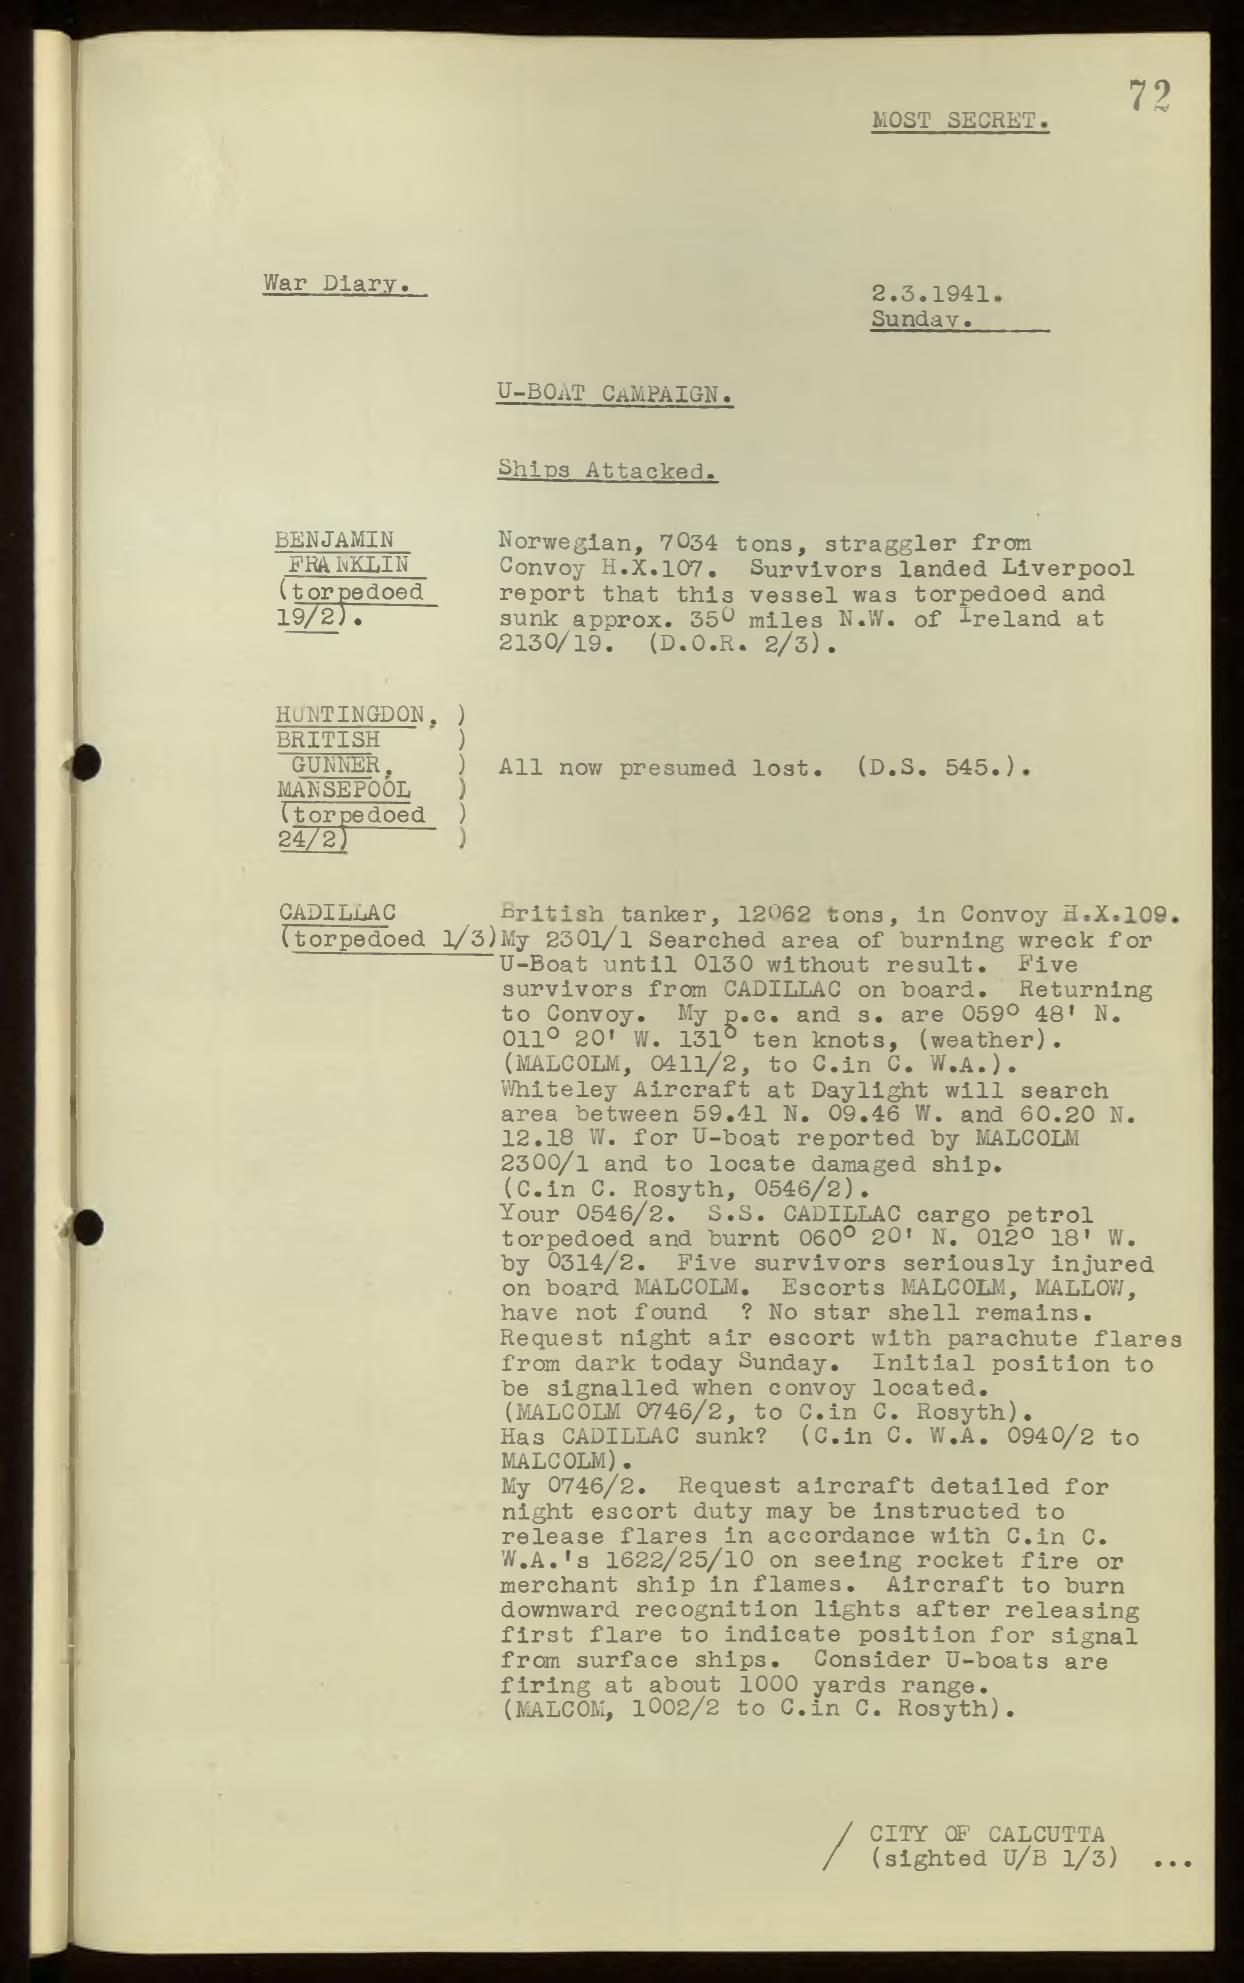 72
MOST SECRET.
War Diary.
2.3.1941.
Sunday.
U-BOAT CAMPAIGN.
Ships Attacked.
BENJAMIN
FRANKLIN
(torpedoed
19/2).
Norwegian, 7034 tons, straggler from
Convoy H.X.107. Survivors landed Liverpool
report that this vessel was torpedoed and
sunk approx. 350 miles N.W. of Ireland at
2130/19. (D.O.R. 2/3).
HUNTINGDON, )
BRITISH )
GUNNER, )
MANSEPOOL )
(torpedoed )
24/2) )
All now presumed lost. (D.S. 545.).
CADILLAC
(torpedoed 1/3)
British tanker, 12062 tons, in Convoy H.X.109.
My 2301/1 Searched area of burning wreck for
U-Boat until 0130 without result. Five
survivors from CADILLAC on board. Returning
to Convoy. My p.c. and s. are 059° 48' N.
011° 20' W. 131° ten knots, (weather).
(MALCOLM, 0411/2, to C.in C. W.A.).
Whiteley Aircraft at Daylight will search
area between 59.41 N. 09.46 W. and 60.20 N.
12.18 W. for U-boat reported by MALCOLM
2300/1 and to locate damaged ship.
(C.in C. Rosyth, 0546/2).
Your 0546/2. S.S. CADILLAC cargo petrol
torpedoed and burnt 060° 20' N. 012° 18' W.
by 0314/2. Five survivors seriously injured
on board MALCOLM. Escorts MALCOLM, MALLOW,
have not found ? No star shell remains.
Request night air escort with parachute flares
from dark today Sunday. Initial position to
be signalled when convoy located.
(MALCOLM 0746/2, to C.in C. Rosyth).
Has CADILLAC sunk? (C.in C. W.A. 0940/2 to
MALCOLM).
My 0746/2. Request aircraft detailed for
night escort duty may be instructed to
release flares in accordance with C.in C.
W.A.'s 1622/25/10 on seeing rocket fire or
merchant ship in flames. Aircraft to burn
downward recognition lights after releasing
first flare to indicate position for signal
from surface ships. Consider U-boats are
firing at about 1000 yards range.
(MALCOM, 1002/2 to C.in C. Rosyth).
/ CITY OF CALCUTTA
/ (sighted U/B 1/3) ...